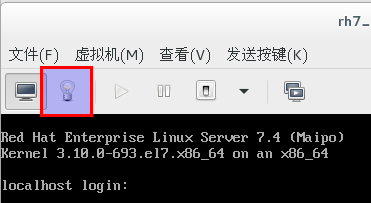 rh7_
文件(F) 虚拟机(M) 查看(V) 发送按键(K)
Red Hat Enterprise Linux Server 7.4 (Maipo)
Kernel 3.10.0-693.el7.x86_64 on an x86_64
localhost login: